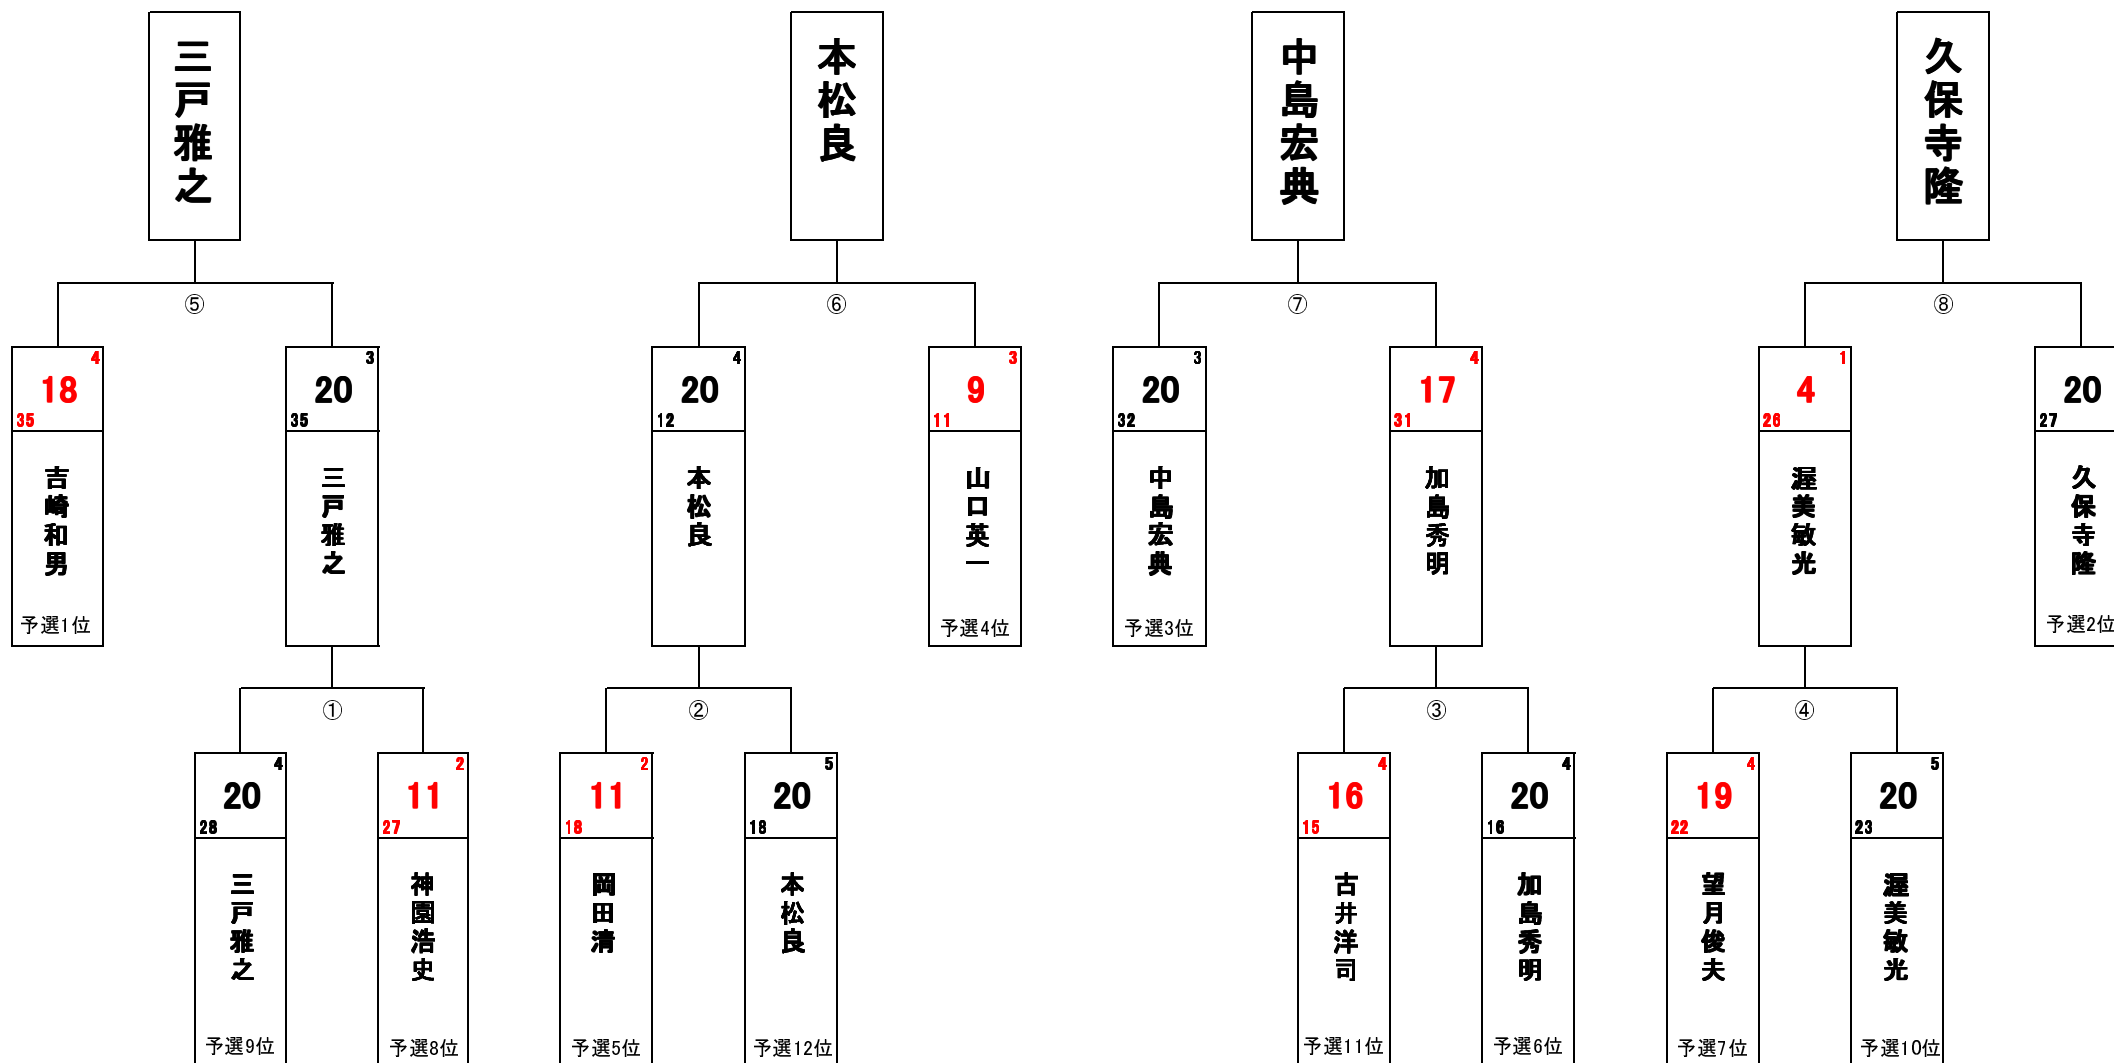 三戸雅之
本松良
中島宏典
久保寺隆
⑤
⑥
⑦
⑧
4
18
35
吉崎和男
予選1位
3
20
35
三戸雅之
4
20
12
本松良
3
9
11
山口英一
予選4位
3
20
32
中島宏典
予選3位
4
17
31
加島秀明
1
4
26
渥美敏光
20
27
久保寺隆
予選2位
①
②
③
④
4
20
28
三戸雅之
予選9位
2
11
27
神園浩史
予選8位
2
11
18
岡田清
予選5位
5
20
18
本松良
予選12位
4
16
15
古井洋司
予選11位
4
20
16
加島秀明
予選6位
4
19
22
望月俊夫
予選7位
5
20
23
渥美敏光
予選10位